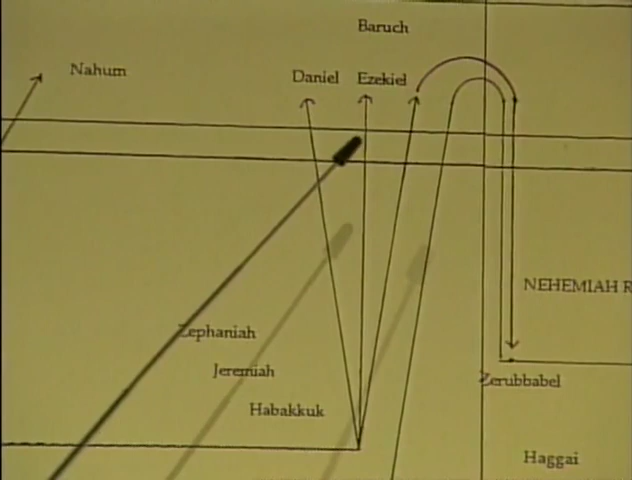 Baruch
Nahum
Daniel Ezekiel
NEHEMIAH R
Zephaniah
Jeremiah
Zerubbabel
Habakkuk
Haggai